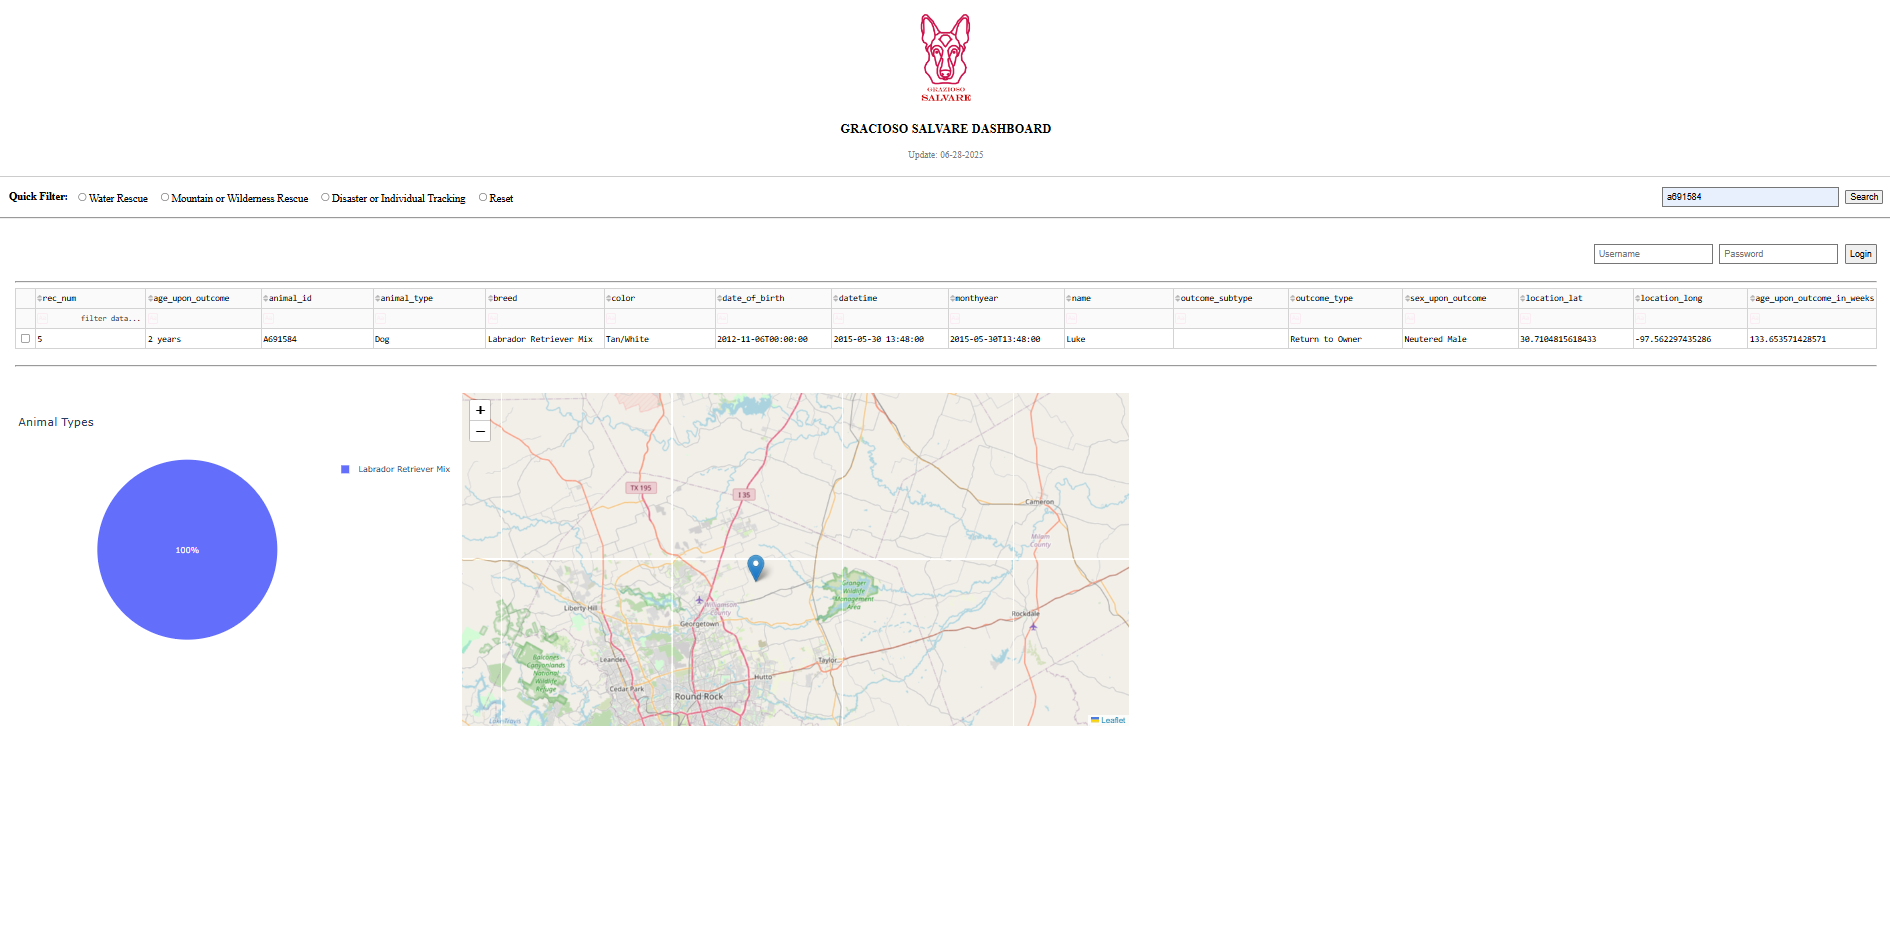 GRAZIOSO
SALVARE
GRACIOSO SALVARE DASHBOARD
Update: 06-28-2025
Quick Filter: Water Rescue Mountain or Wilderness Rescue Disaster or Individual Tracking Reset a691584 Search
Username Password Login
rec_num age_upon_outcome animal_id animal_type breed color date_of_birth datetime monthyear name outcome_subtype outcome_type sex_upon_outcome location_lat location_long age_upon_outcome_in_weeks
filter data...
5 2 years A691584 Dog Labrador Retriever Mix Tan/White 2012-11-06T00:00:00 2015-05-30 13:48:00 2015-05-30T13:48:00 Luke Return to Owner Neutered Male 30.7104815618433 -97.562297435286 133.653571428571
Animal Types
Labrador Retriever Mix
100%
+
−
TX 195
I 35
Cameron
Milam
County
Granger
Wildlife
Management
Area
Liberty Hill
Williamson
County
Georgetown
Rockdale
Leander
Taylor
Balcones
Canyonlands
National
Wildlife
Refuge
Hutto
Cedar Park
Round Rock
Lake Travis
Leaflet